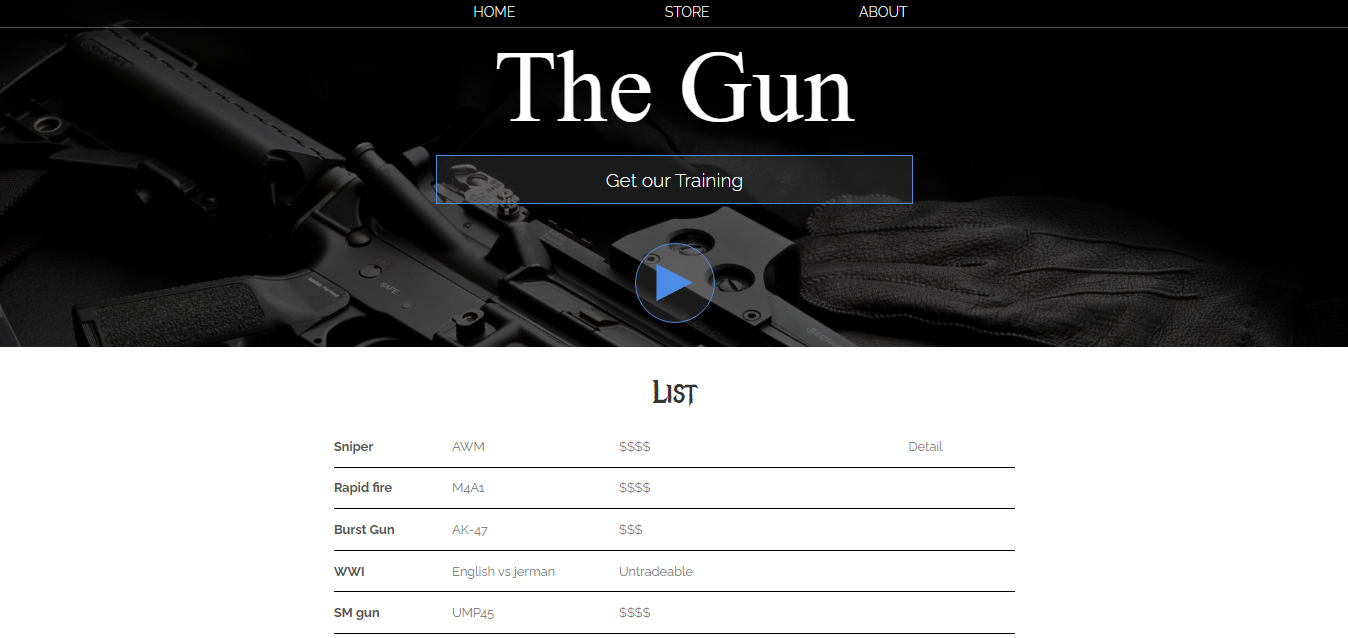 HOME STORE ABOUT
The Gun
Get our Training
SAFE
List
Sniper AWM $$$$ Detail
Rapid fire M4A1 $$$$
Burst Gun AK-47 $$$
WWI English vs jerman Untradeable
SM gun UMP45 $$$$